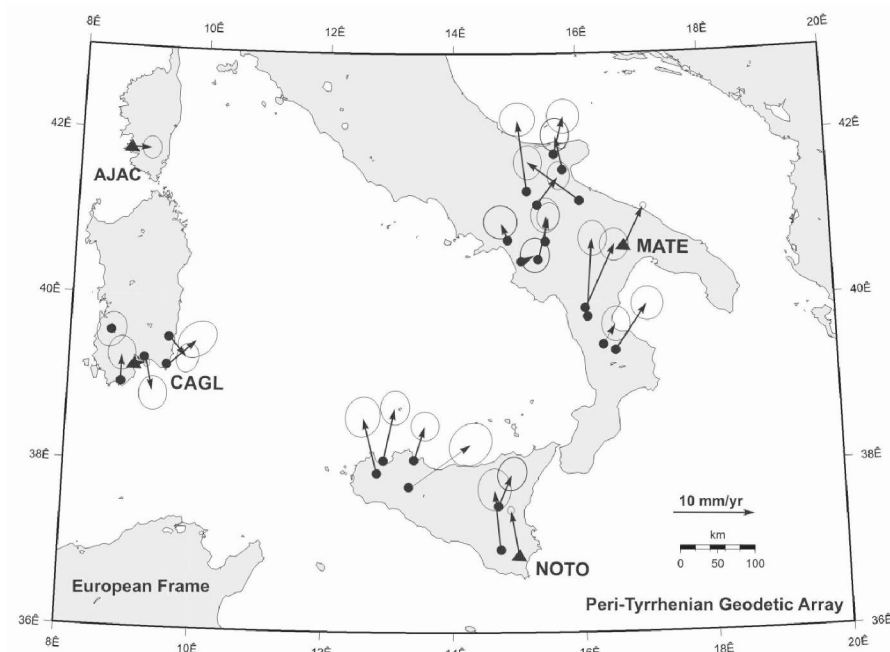 8Ê 10Ê 12Ê 14Ê 16Ê 18Ê 20Ê
42Ê 42Ê
AJAC
MATE
40Ê 40Ê
CAGL
38Ê 38Ê
10 mm/yr
km
0 50 100
NOTO
European Frame
Peri-Tyrrhenian Geodetic Array
36Ê 36Ê
8Ê 10Ê 12Ê 14Ê 16Ê 18Ê 20Ê